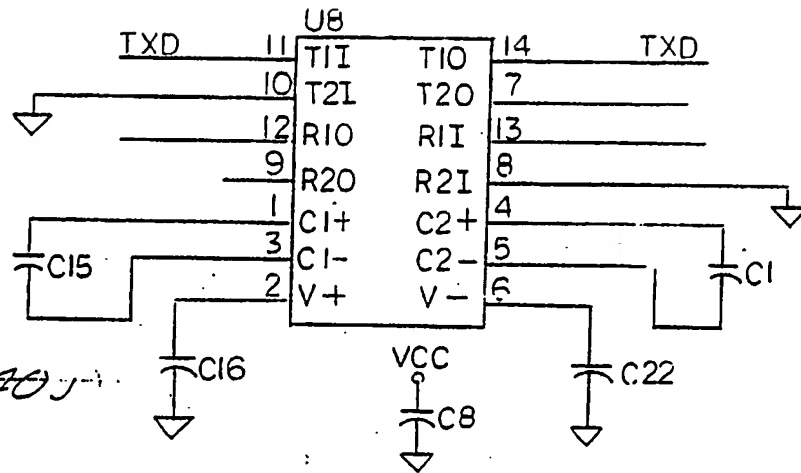 U8
TXD 11 T1I T1O 14 TXD
10 T2I T2O 7
12 R1O R1I 13
9 R2O R2I 8
1 C1+ C2+ 4
C15 3 C1- C2- 5 C1
2 V+ V- 6
C16 VCC C22
C8